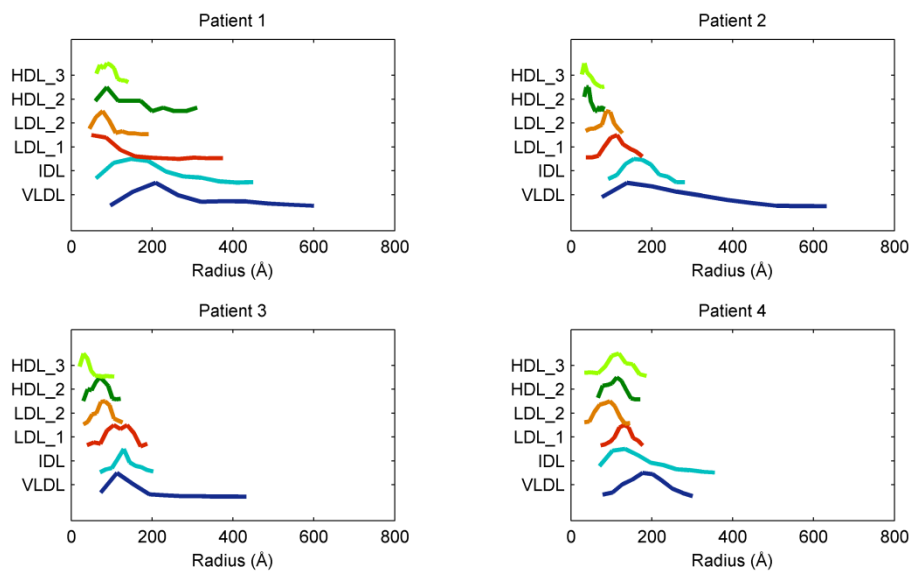 Patient 1
HDL_3
HDL_2
LDL_2
LDL_1
IDL
VLDL
0 200 400 600 800
Radius (Å)
Patient 2
HDL_3
HDL_2
LDL_2
LDL_1
IDL
VLDL
0 200 400 600 800
Radius (Å)
Patient 3
HDL_3
HDL_2
LDL_2
LDL_1
IDL
VLDL
0 200 400 600 800
Radius (Å)
Patient 4
HDL_3
HDL_2
LDL_2
LDL_1
IDL
VLDL
0 200 400 600 800
Radius (Å)